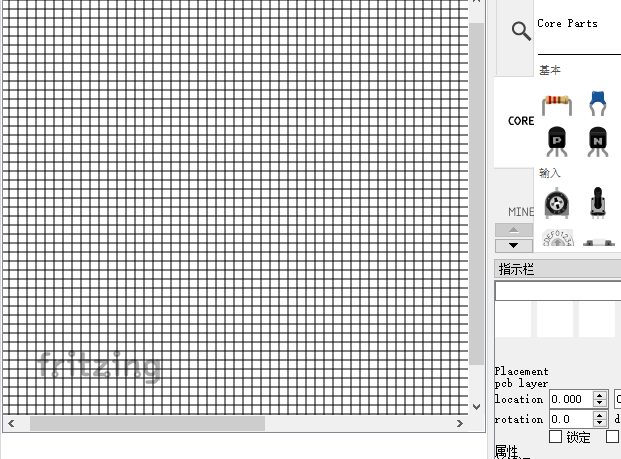 Core Parts
基本
CORE
P
N
输入
MINE
指示栏
fritzing
Placement
pcb layer
location 0.000
rotation 0.0 d
锁定
属性